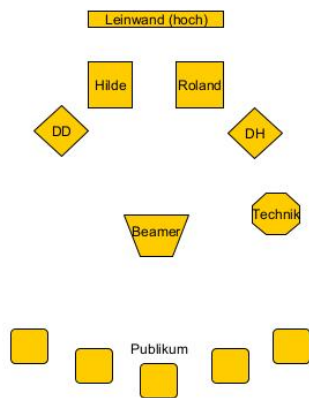 Leinwand (hoch)
Hilde
Roland
DD
DH
Technik
Beamer
Publikum